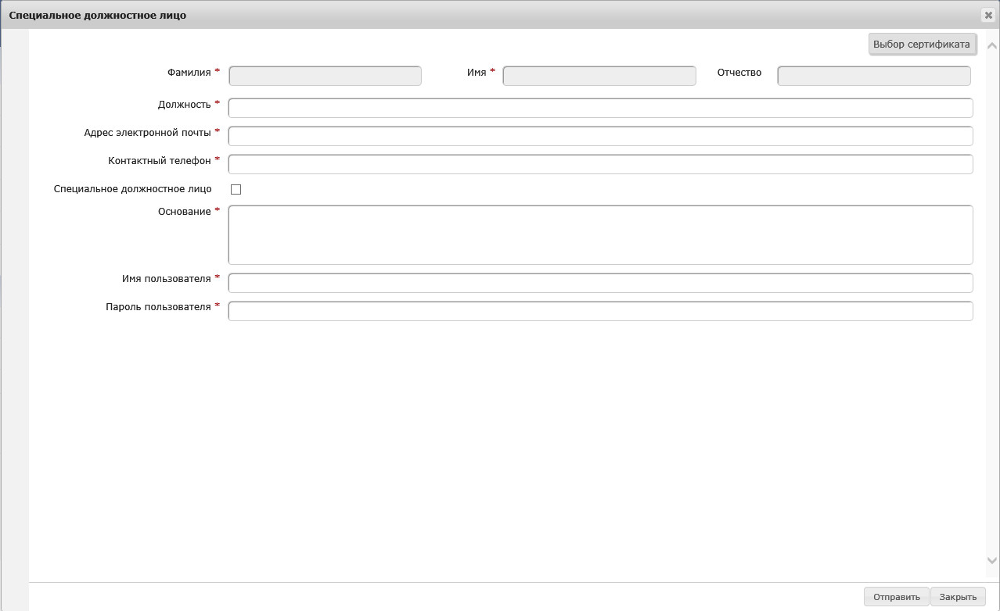 Специальное должностное лицо
Выбор сертификата
Фамилия * Имя * Отчество
Должность *
Адрес электронной почты *
Контактный телефон *
Специальное должностное лицо
Основание *
Имя пользователя *
Пароль пользователя *
Отправить Закрыть